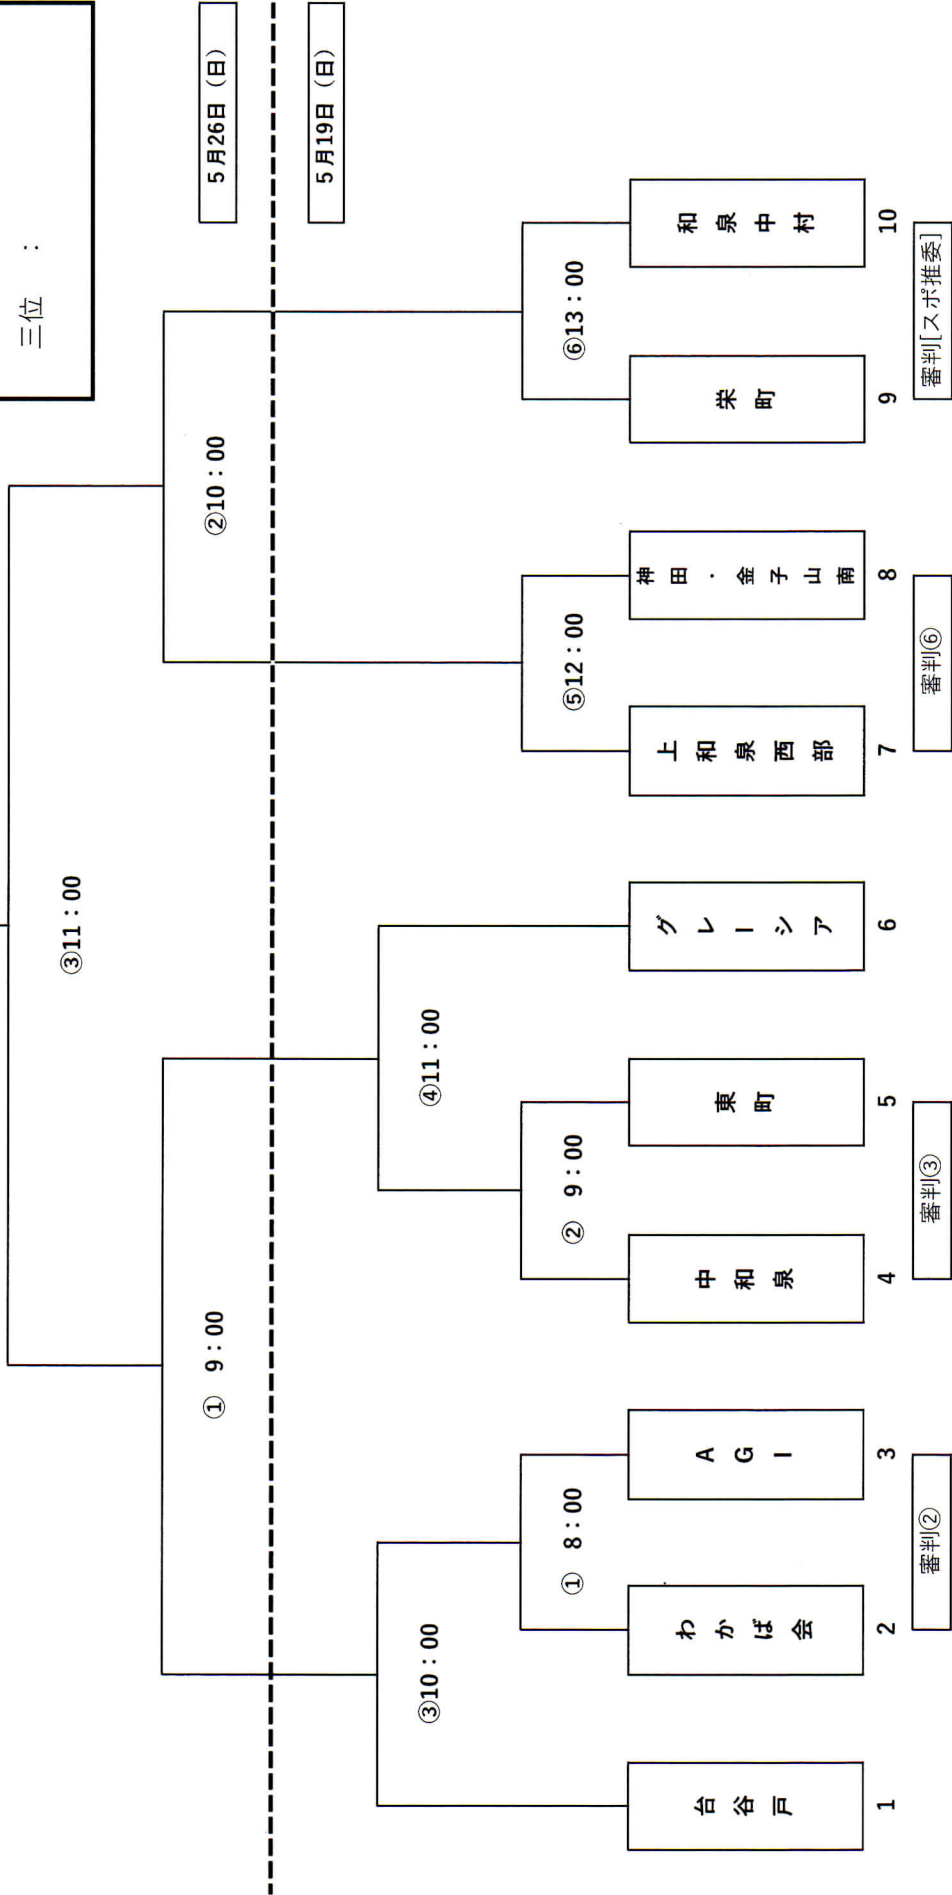 三位 ：
5月26日（日）
5月19日（日）
③11：00
① 9：00
②10：00
③10：00
④11：00
① 8：00
② 9：00
⑤12：00
⑥13：00
台谷戸
わかば会
AGI
中和泉
東町
グレーシア
上和泉西部
神田・金子山南
栄町
和泉中村
1
2
3
4
5
6
7
8
9
10
審判②
審判③
審判⑥
審判[スポ推委]